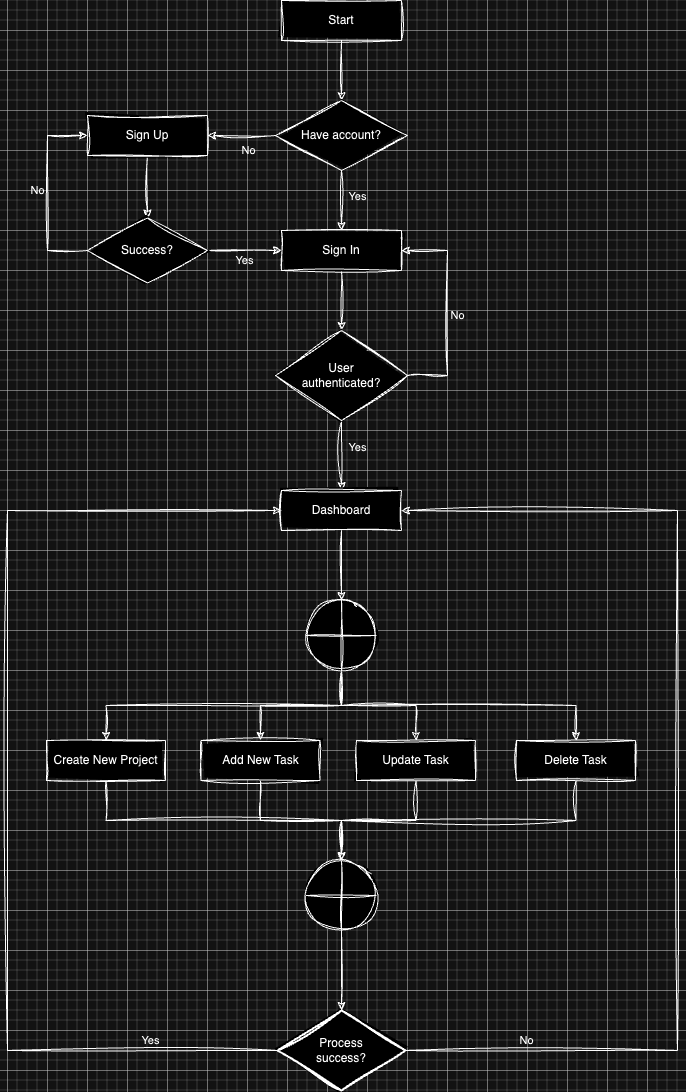 Start
Have account?
Sign Up
No
Yes
No
Success?
Yes
Sign In
No
User
authenticated?
Yes
Dashboard
Create New Project
Add New Task
Update Task
Delete Task
Yes
No
Process
success?